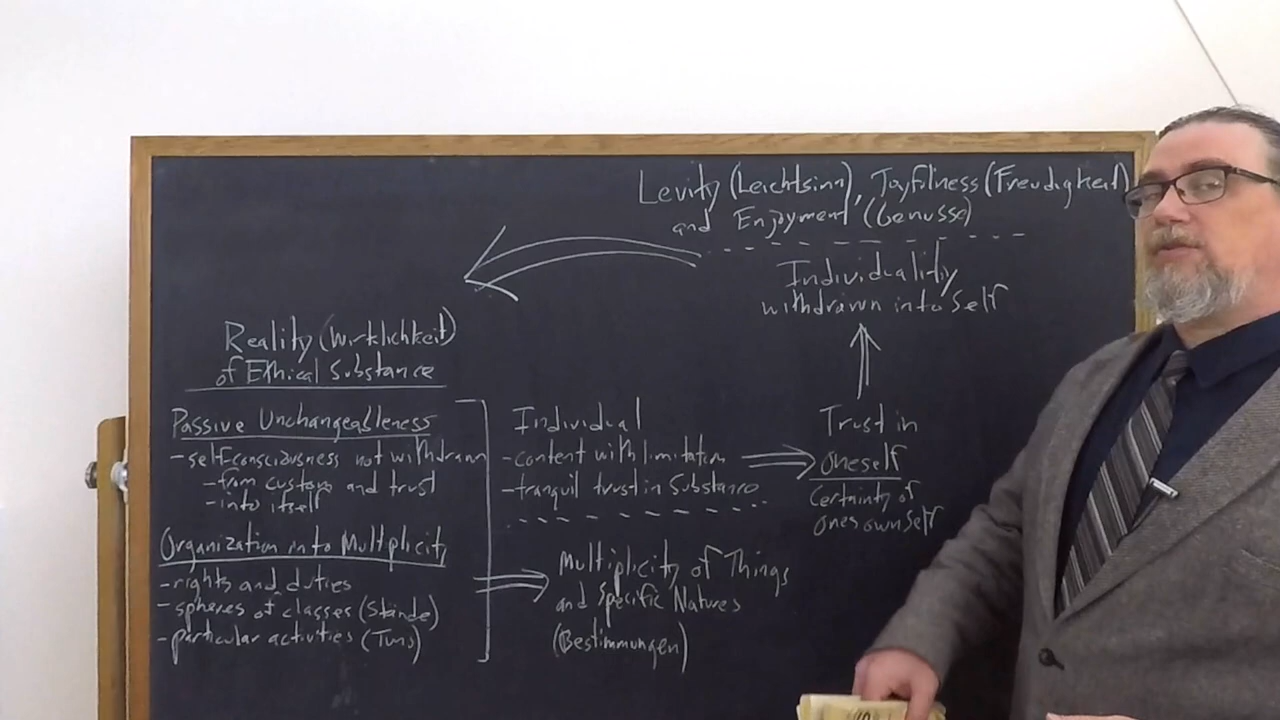 Levity (Leichtsinn), Joyfulness (Freudigkeit)
and Enjoyment (Genusse)
Individuality
withdrawn into Self
Reality (Wirklichkeit)
of Ethical Substance
Passive Unchangeableness
- self-consciousness not withdrawn
- from custom and trust
- into itself
Organization into Multiplicity
- rights and duties
- spheres of classes (Stände)
- particular activities (Tuns)
Individual
- content with limitation
- tranquil trust in Substance
Multiplicity of Things
and Specific Natures
(Bestimmungen)
Trust in
oneself
Certainty of
ones own Self